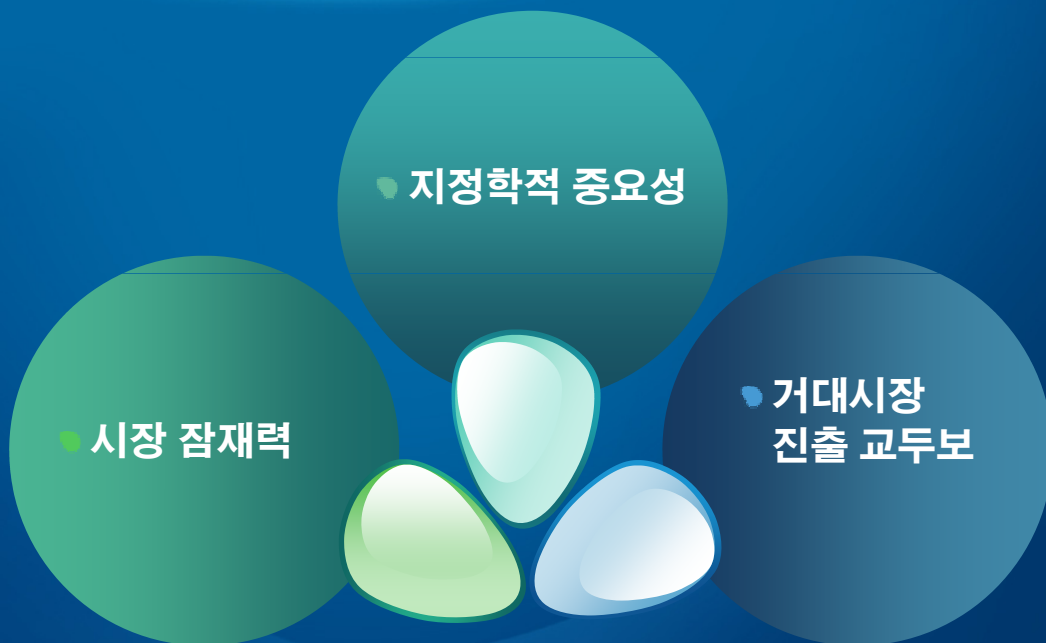 지정학적 중요성
시장 잠재력
거대시장
진출 교두보